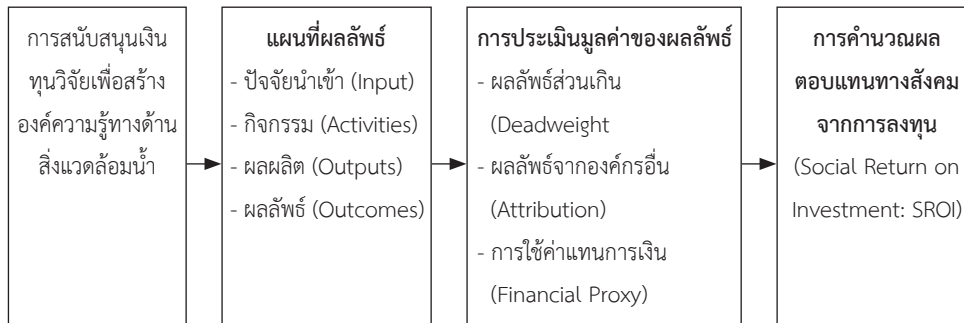 การสนับสนุนเงิน
ทุนวิจัยเพื่อสร้าง
องค์ความรู้ทางด้าน
สิ่งแวดล้อมน้ำ
แผนที่ผลลัพธ์
- ปัจจัยนำเข้า (Input)
- กิจกรรม (Activities)
- ผลผลิต (Outputs)
- ผลลัพธ์ (Outcomes)
การประเมินมูลค่าของผลลัพธ์
- ผลลัพธ์ส่วนเกิน
(Deadweight
- ผลลัพธ์จากองค์กรอื่น
(Attribution)
- การใช้ค่าแทนการเงิน
(Financial Proxy)
การคำนวณผล
ตอบแทนทางสังคม
จากการลงทุน
(Social Return on
Investment: SROI)